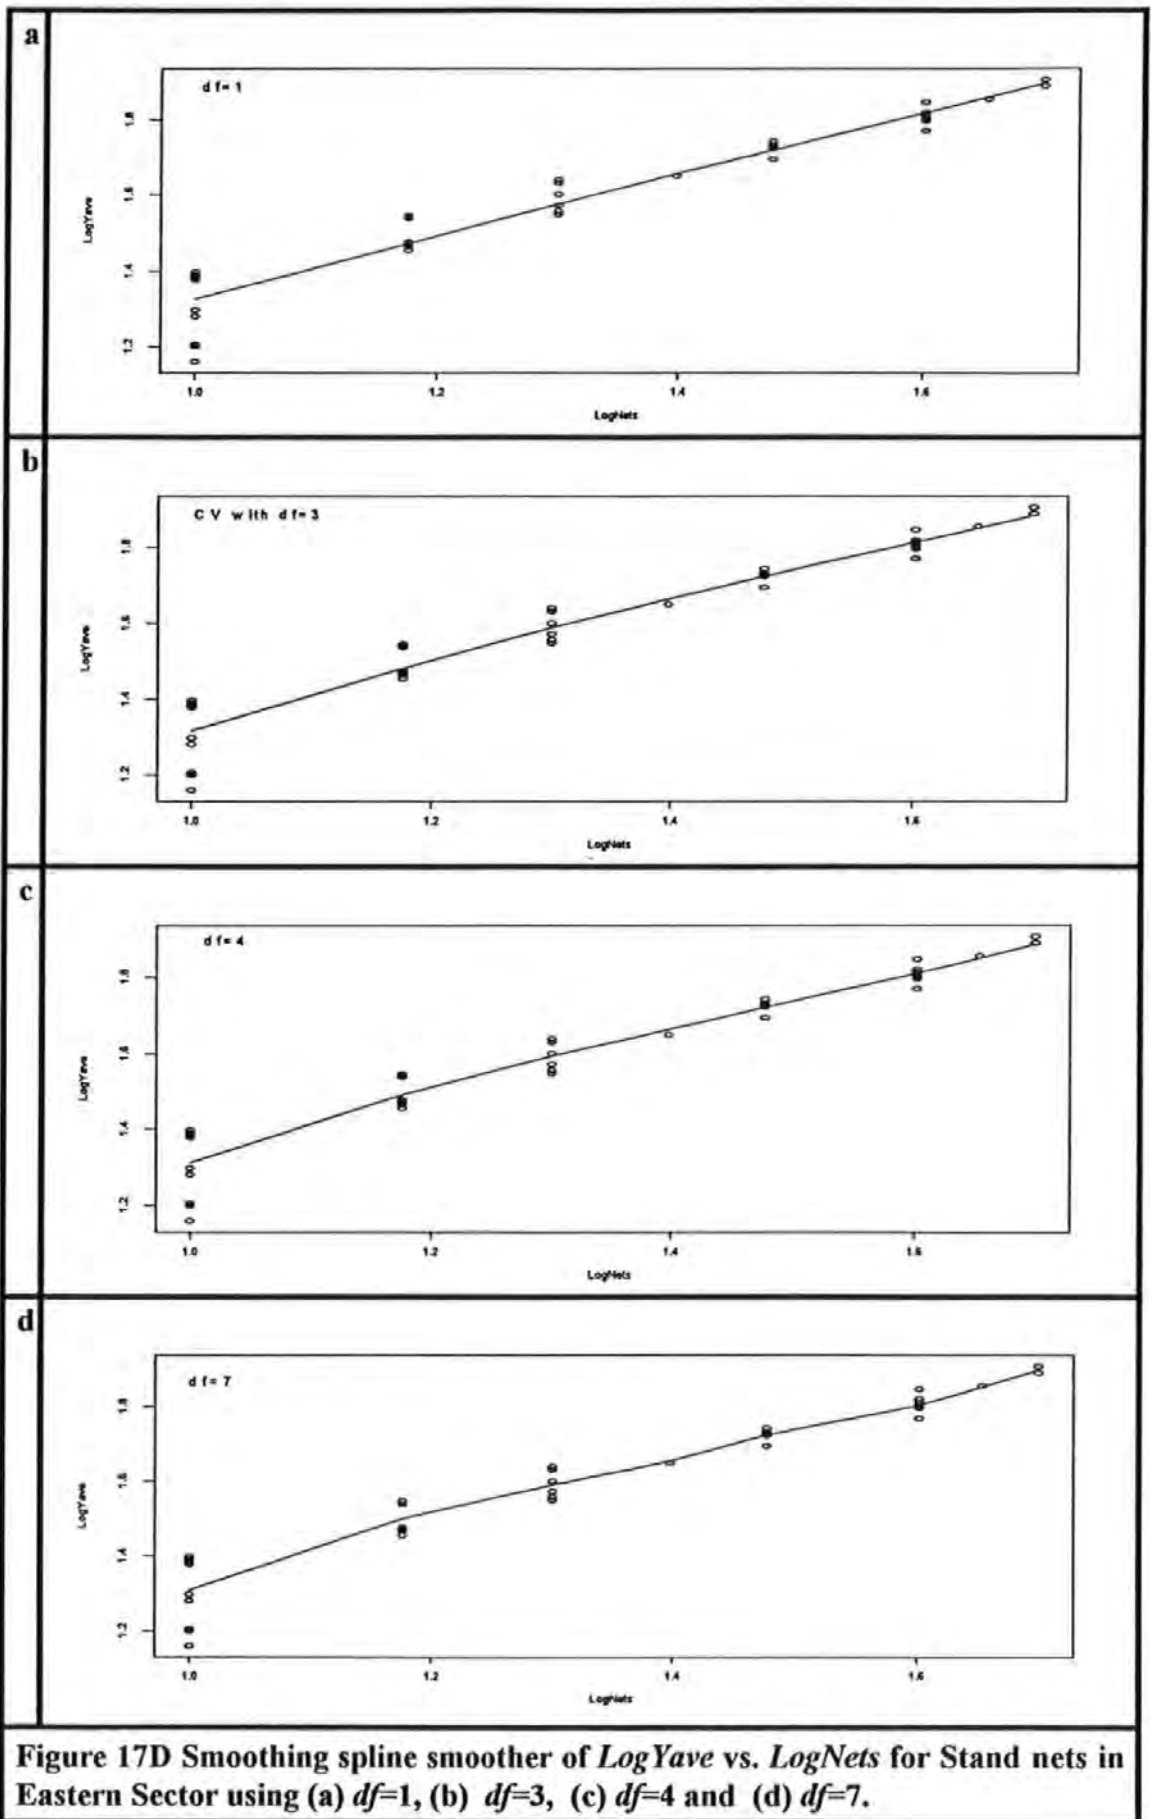 a
d f= 1
LogYave
1.8
1.6
1.4
1.2
1.0 1.2 1.4 1.6
LogNets
b
C V w ith d f= 3
LogYave
1.8
1.6
1.4
1.2
1.0 1.2 1.4 1.6
LogNets
c
d f= 4
LogYave
1.8
1.6
1.4
1.2
1.0 1.2 1.4 1.6
LogNets
d
d f= 7
LogYave
1.8
1.6
1.4
1.2
1.0 1.2 1.4 1.6
LogNets
Figure 17D Smoothing spline smoother of LogYave vs. LogNets for Stand nets in
Eastern Sector using (a) df=1, (b) df=3, (c) df=4 and (d) df=7.